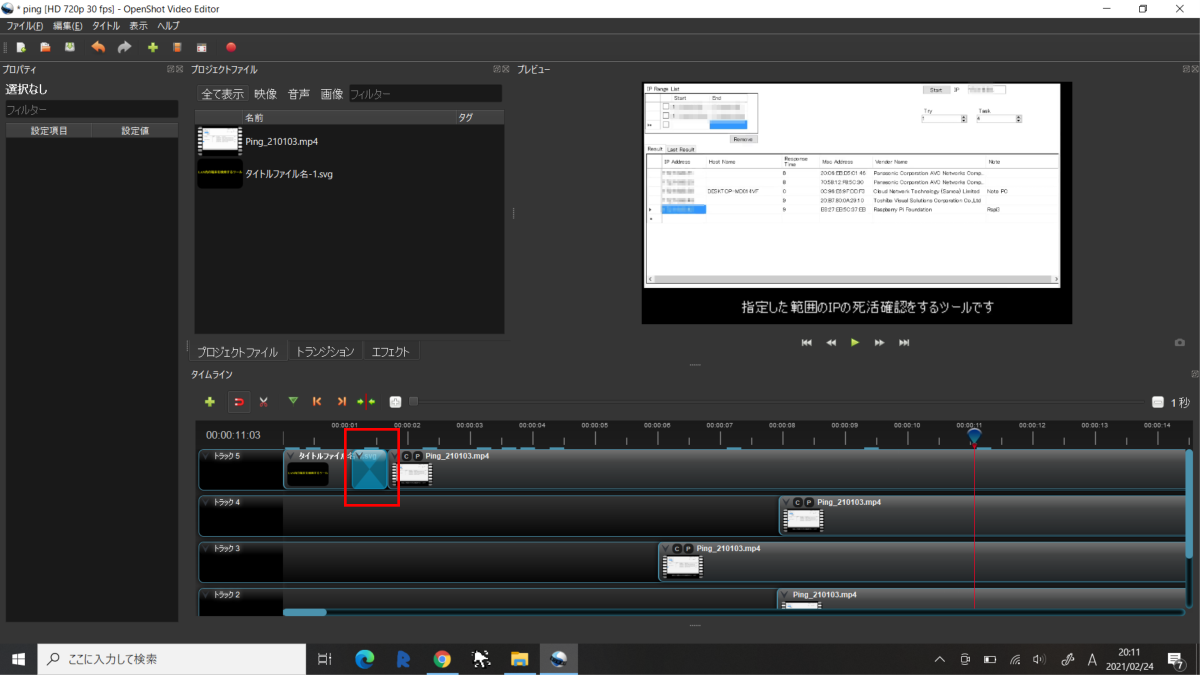 * ping [HD 720p 30 fps] - OpenShot Video Editor
ファイル(F) 編集(E) タイトル 表示 ヘルプ
プロパティ
選択なし
フィルター
設定項目 設定値
プロジェクトファイル
全て表示 映像 音声 画像 フィルター
名前 タグ
Ping_210103.mp4
タイトルファイル名-1.svg
プロジェクトファイル トランジション エフェクト
プレビュー
IP Range List
Start End
Remove
Start IP
Try Task
Result Last Result
IP Address Host Name Response Time Mac Address Vendor Name Note
8 Panasonic Corporation AVC Networks Comp..
8 Panasonic Corporation AVC Networks Comp..
0 Cloud Network Technology (Samoa) Limited Note PC
9 Toshiba Visual Solutions Corporation Co.,Ltd
9 Raspberry Pi Foundation
指定した範囲のIPの死活確認をするツールです
タイムライン
1 秒
00:00:11:03
00:00:01 00:00:02 00:00:03 00:00:04 00:00:05 00:00:06 00:00:07 00:00:08 00:00:09 00:00:10 00:00:11 00:00:12 00:00:13 00:00:14
トラック 5 タイトルファイル名-1.svg C P Ping_210103.mp4
トラック 4 C P Ping_210103.mp4
トラック 3 C P Ping_210103.mp4
トラック 2 Ping_210103.mp4
ここに入力して検索
A
20:11
2021/02/24
7